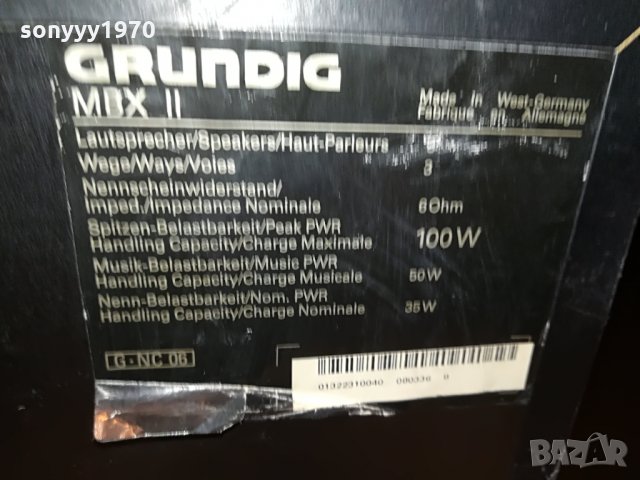 sonyyy1970
GRUNDIG
MBX II
Made in West-Germany
Fabrique en Allemagne
Lautsprecher/Speakers/Haut-Parleurs
Wege/Ways/Voies 3
Nennscheinwiderstand/
Imped./Impedance Nominale 6 Ohm
Spitzen-Belastbarkeit/Peak PWR
Handling Capacity/Charge Maximale 100 W
Musik-Belastbarkeit/Music PWR
Handling Capacity/Charge Musicale 50 W
Nenn-Belastbarkeit/Nom. PWR
Handling Capacity/Charge Nominale 35 W
G-NC 06
01322310040 090336 9
BAZAR